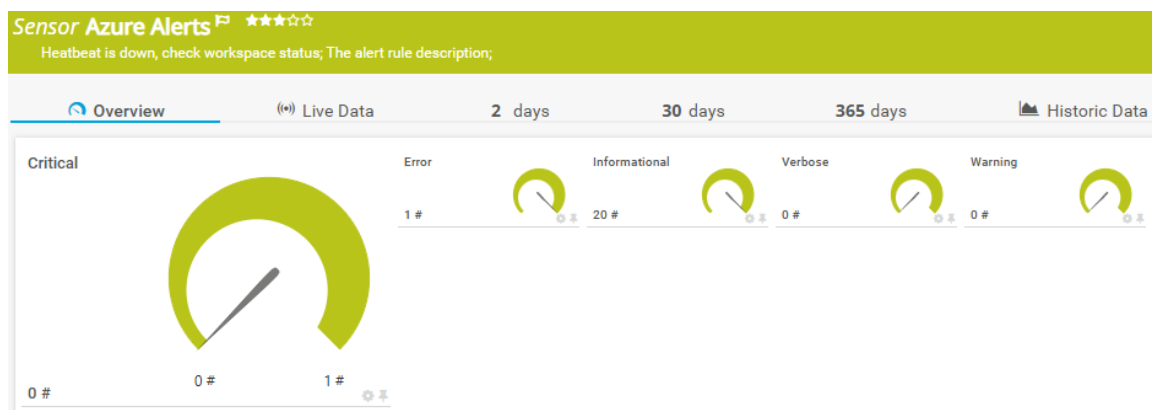 Sensor Azure Alerts
Heatbeat is down, check workspace status; The alert rule description;
Overview
Live Data
2 days
30 days
365 days
Historic Data
Critical
0 #
1 #
0 #
Error
1 #
Informational
20 #
Verbose
0 #
Warning
0 #